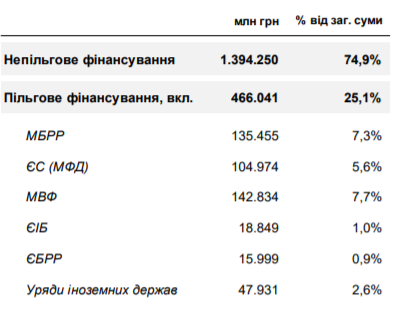 млн грн % від заг. суми
Непільгове фінансування 1.394.250 74,9%
Пільгове фінансування, вкл. 466.041 25,1%
МБРР 135.455 7,3%
ЄС (МФД) 104.974 5,6%
МВФ 142.834 7,7%
ЄІБ 18.849 1,0%
ЄБРР 15.999 0,9%
Уряди іноземних держав 47.931 2,6%